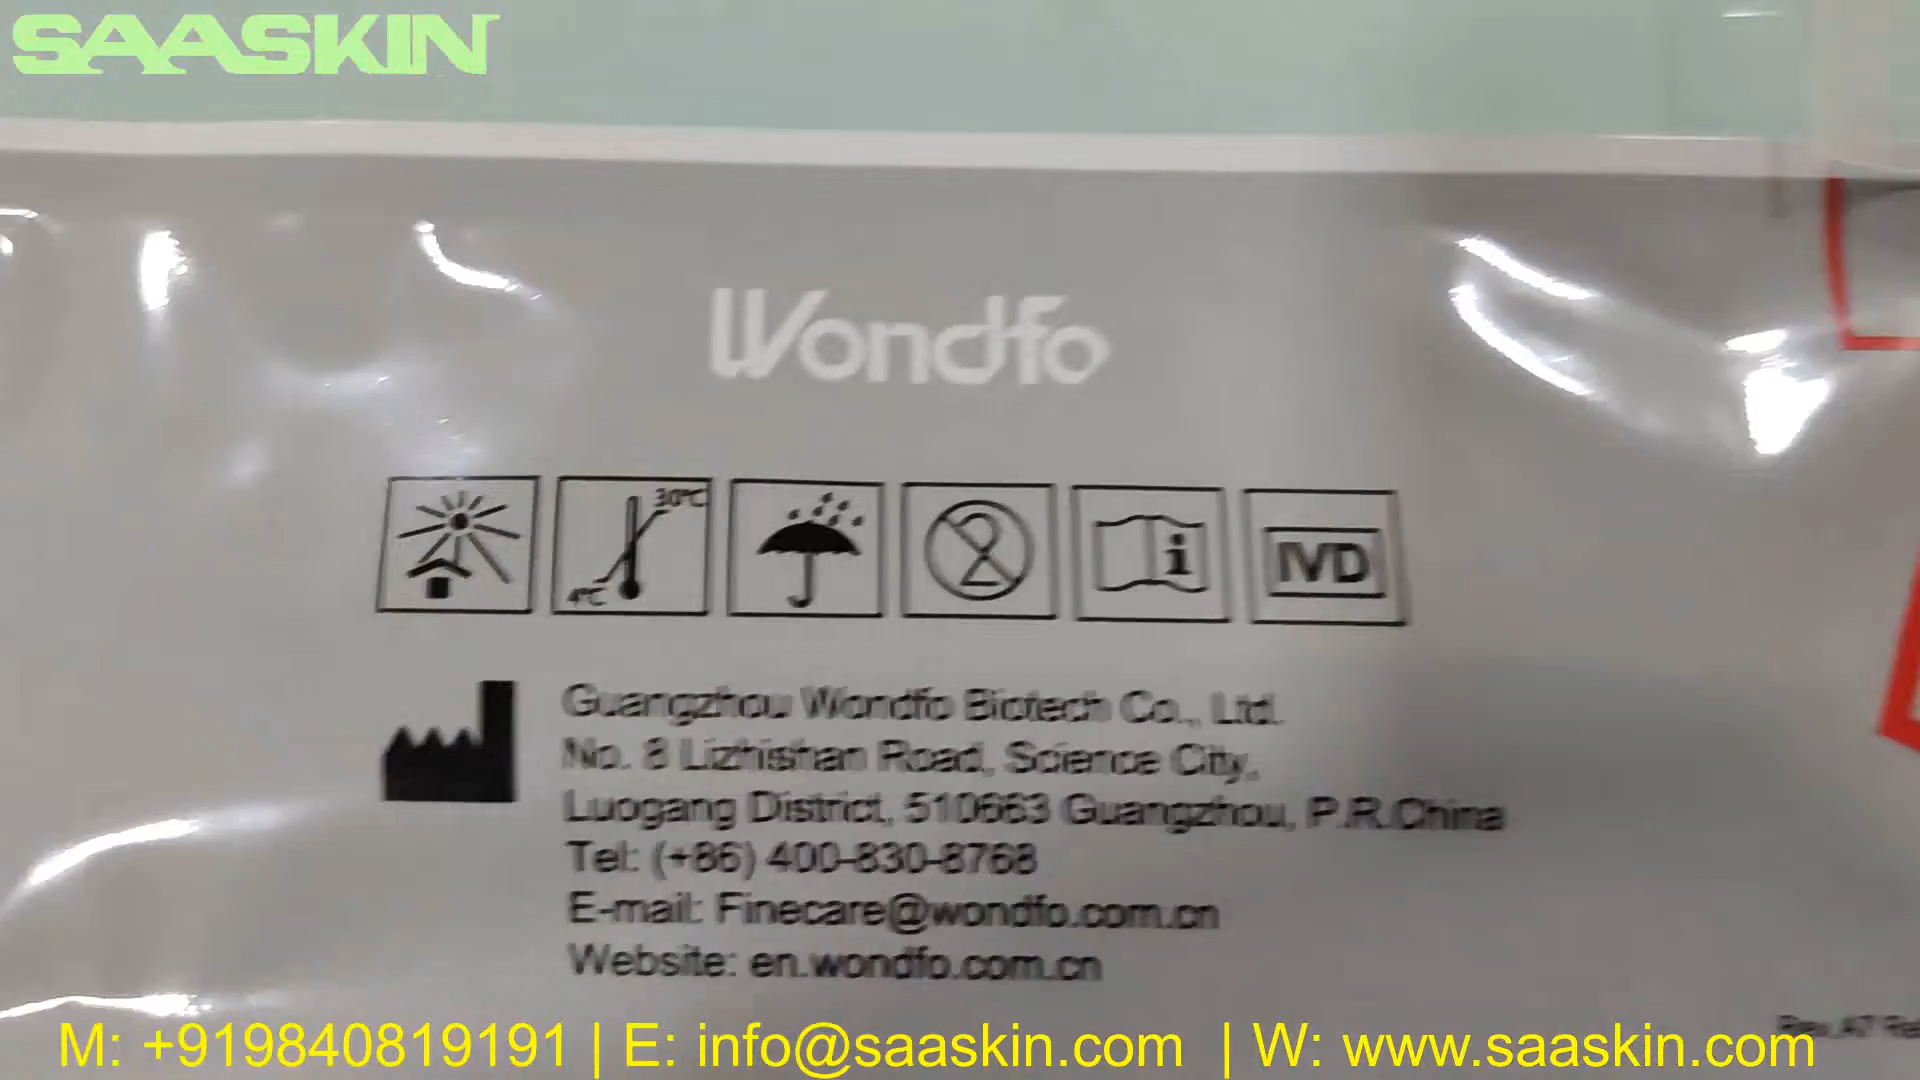 SAASKIN
Wondfo
30°C
4°C
2
i
IVD
Guangzhou Wondfo Biotech Co., Ltd.
No. 8 Lizhishan Road, Science City,
Luogang District, 510663 Guangzhou, P.R.China
Tel: (+86) 400-830-8768
E-mail: Finecare@wondfo.com.cn
Website: en.wondfo.com.cn
M: +919840819191 | E: info@saaskin.com | W: www.saaskin.com